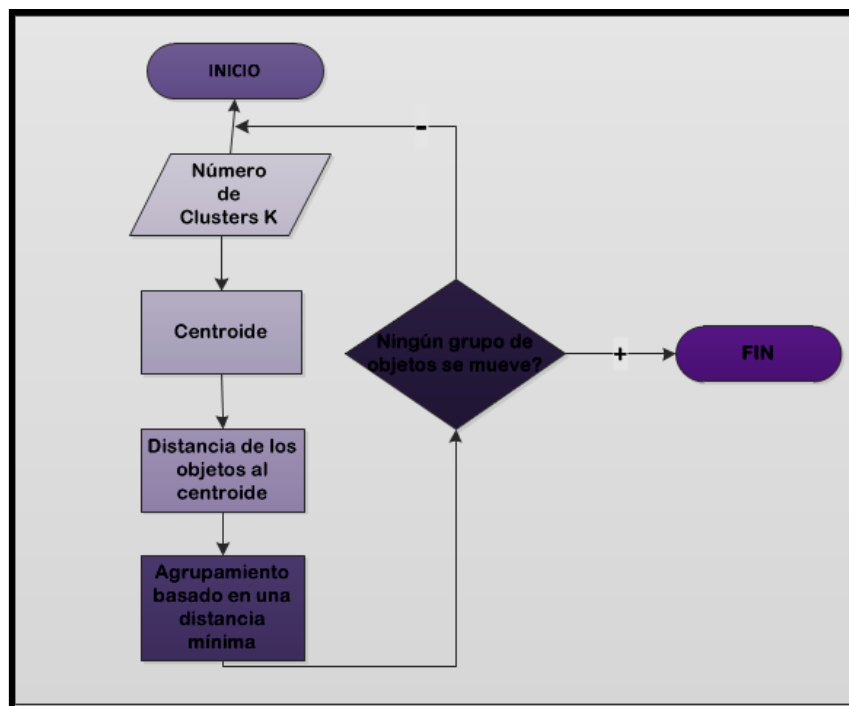 INICIO
-
Número
de
Clusters K
Centroide
Ningún grupo de
objetos se mueve?
+
FIN
Distancia de los
objetos al
centroide
Agrupamiento
basado en una
distancia
mínima